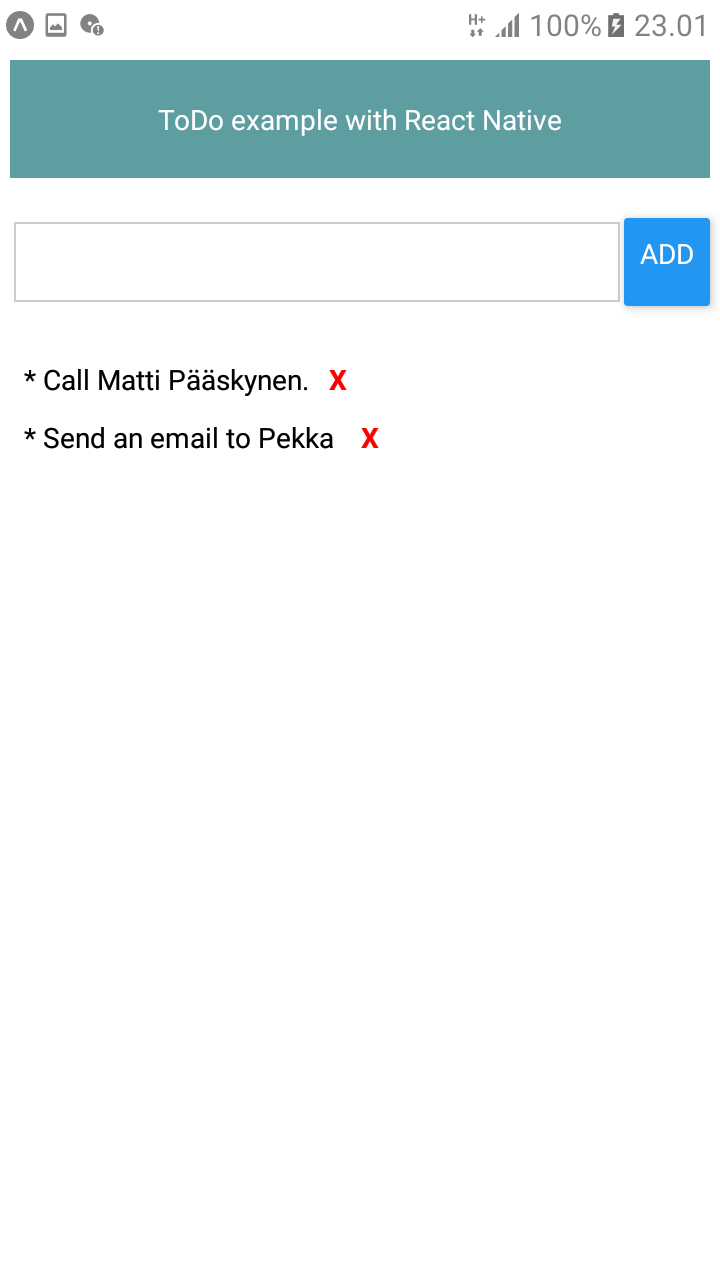 H+ 100% 23.01
ToDo example with React Native
ADD
* Call Matti Pääskynen. X
* Send an email to Pekka X